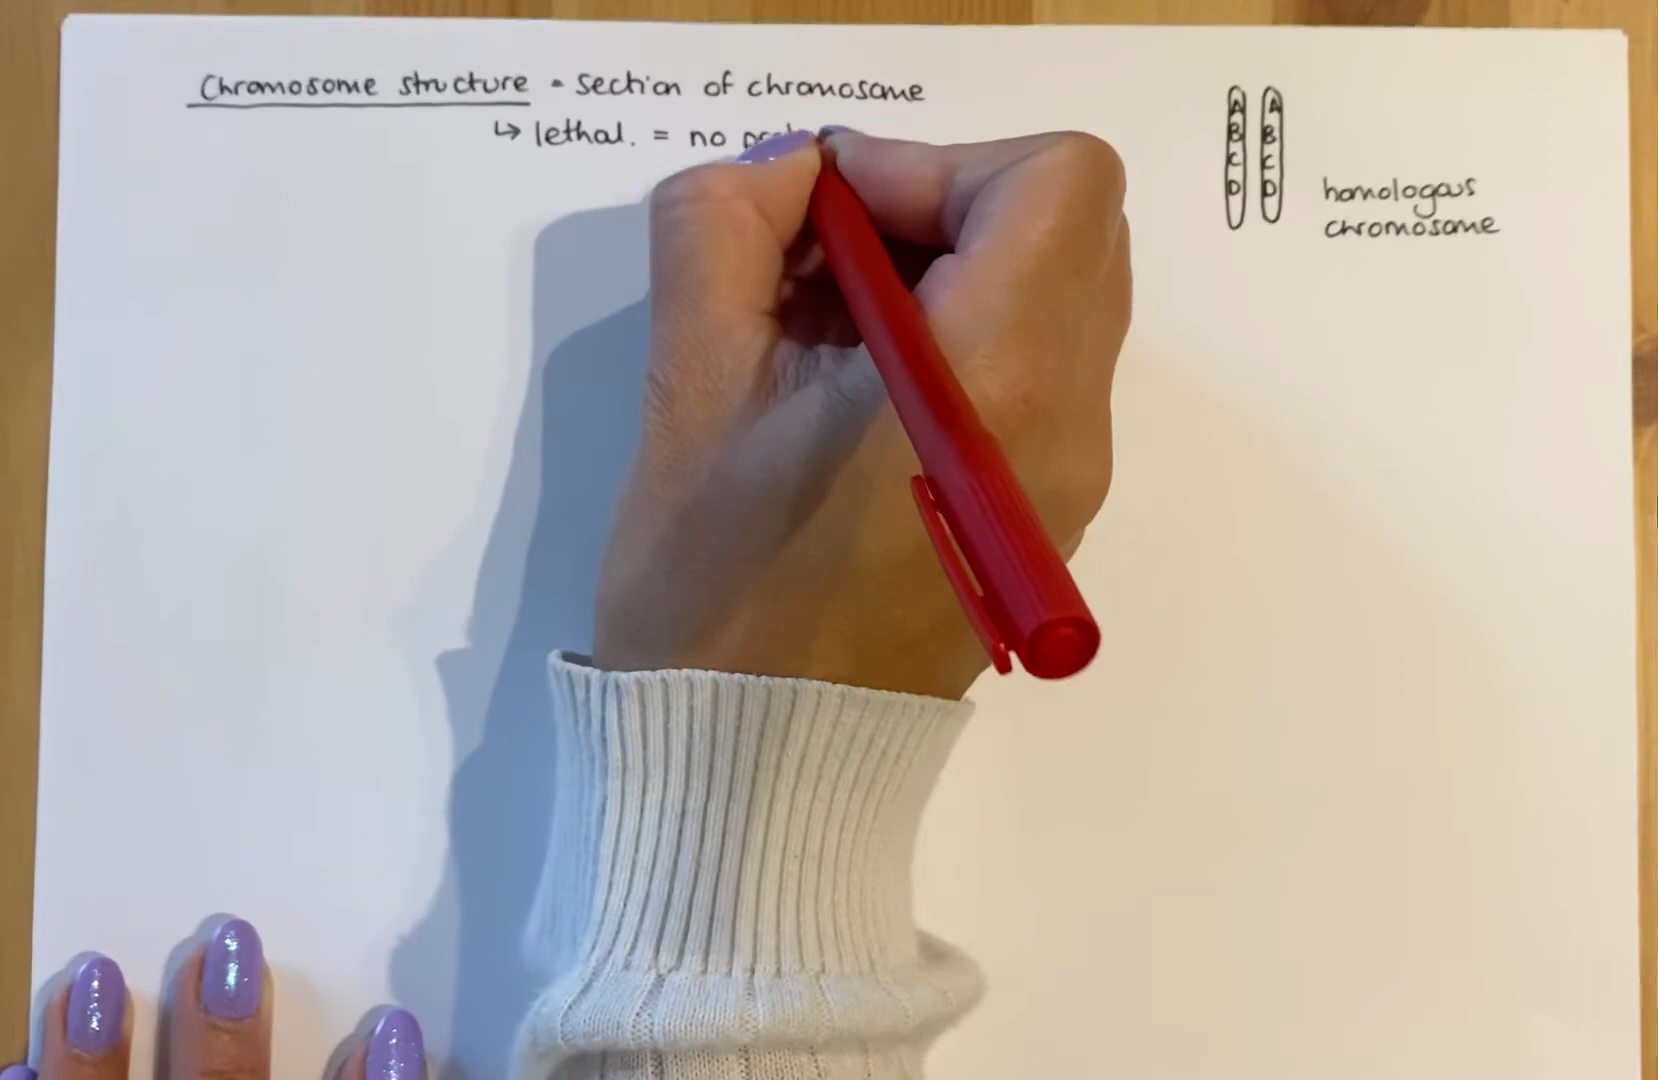 Chromosome structure - section of chromosome
↳ lethal. = no
A A
B B
C C
D D
homologous
chromosome